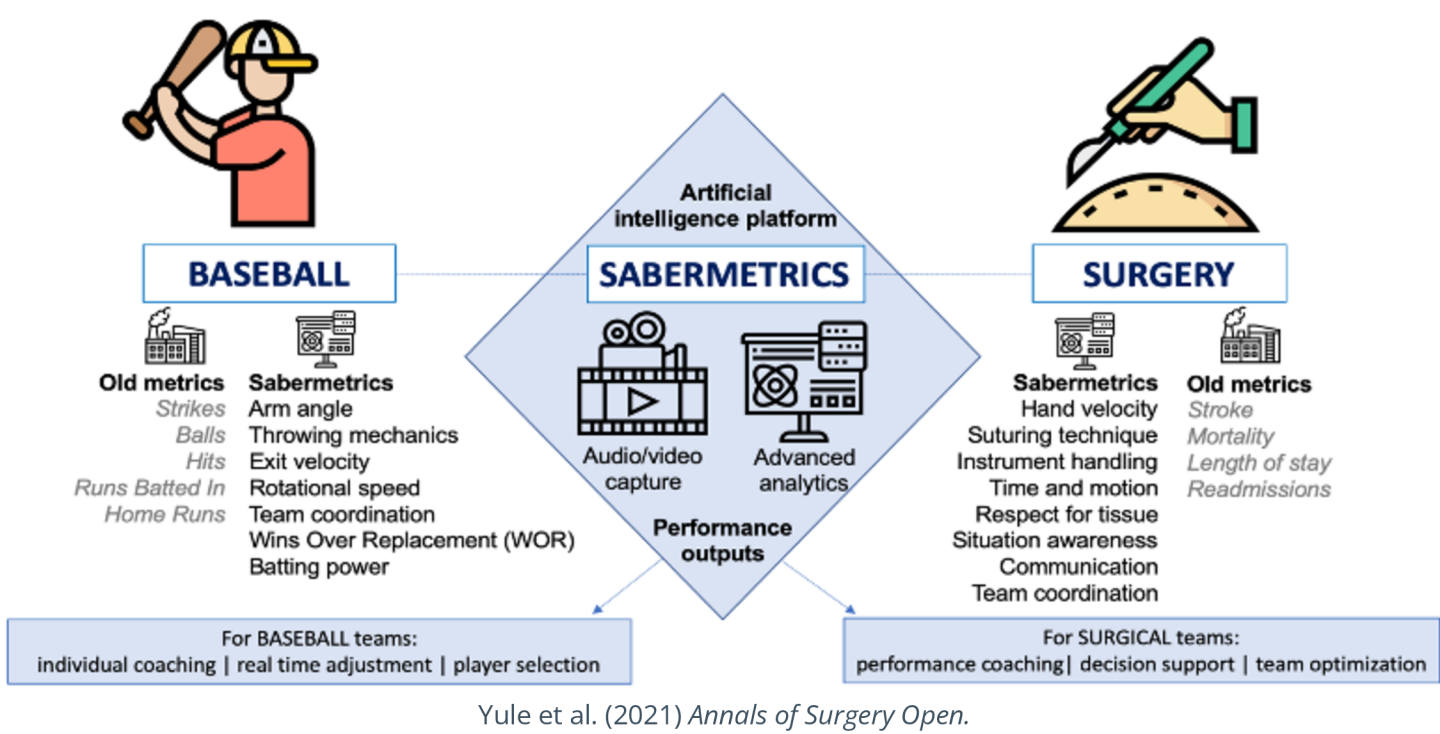 Artificial
intelligence platform
BASEBALL
SABERMETRICS
SURGERY
Old metrics
Strikes
Balls
Hits
Runs Batted In
Home Runs
Sabermetrics
Arm angle
Throwing mechanics
Exit velocity
Rotational speed
Team coordination
Wins Over Replacement (WOR)
Batting power
Audio/video
capture
Advanced
analytics
Performance
outputs
Sabermetrics
Hand velocity
Suturing technique
Instrument handling
Time and motion
Respect for tissue
Situation awareness
Communication
Team coordination
Old metrics
Stroke
Mortality
Length of stay
Readmissions
For BASEBALL teams:
individual coaching | real time adjustment | player selection
For SURGICAL teams:
performance coaching| decision support | team optimization
Yule et al. (2021) Annals of Surgery Open.